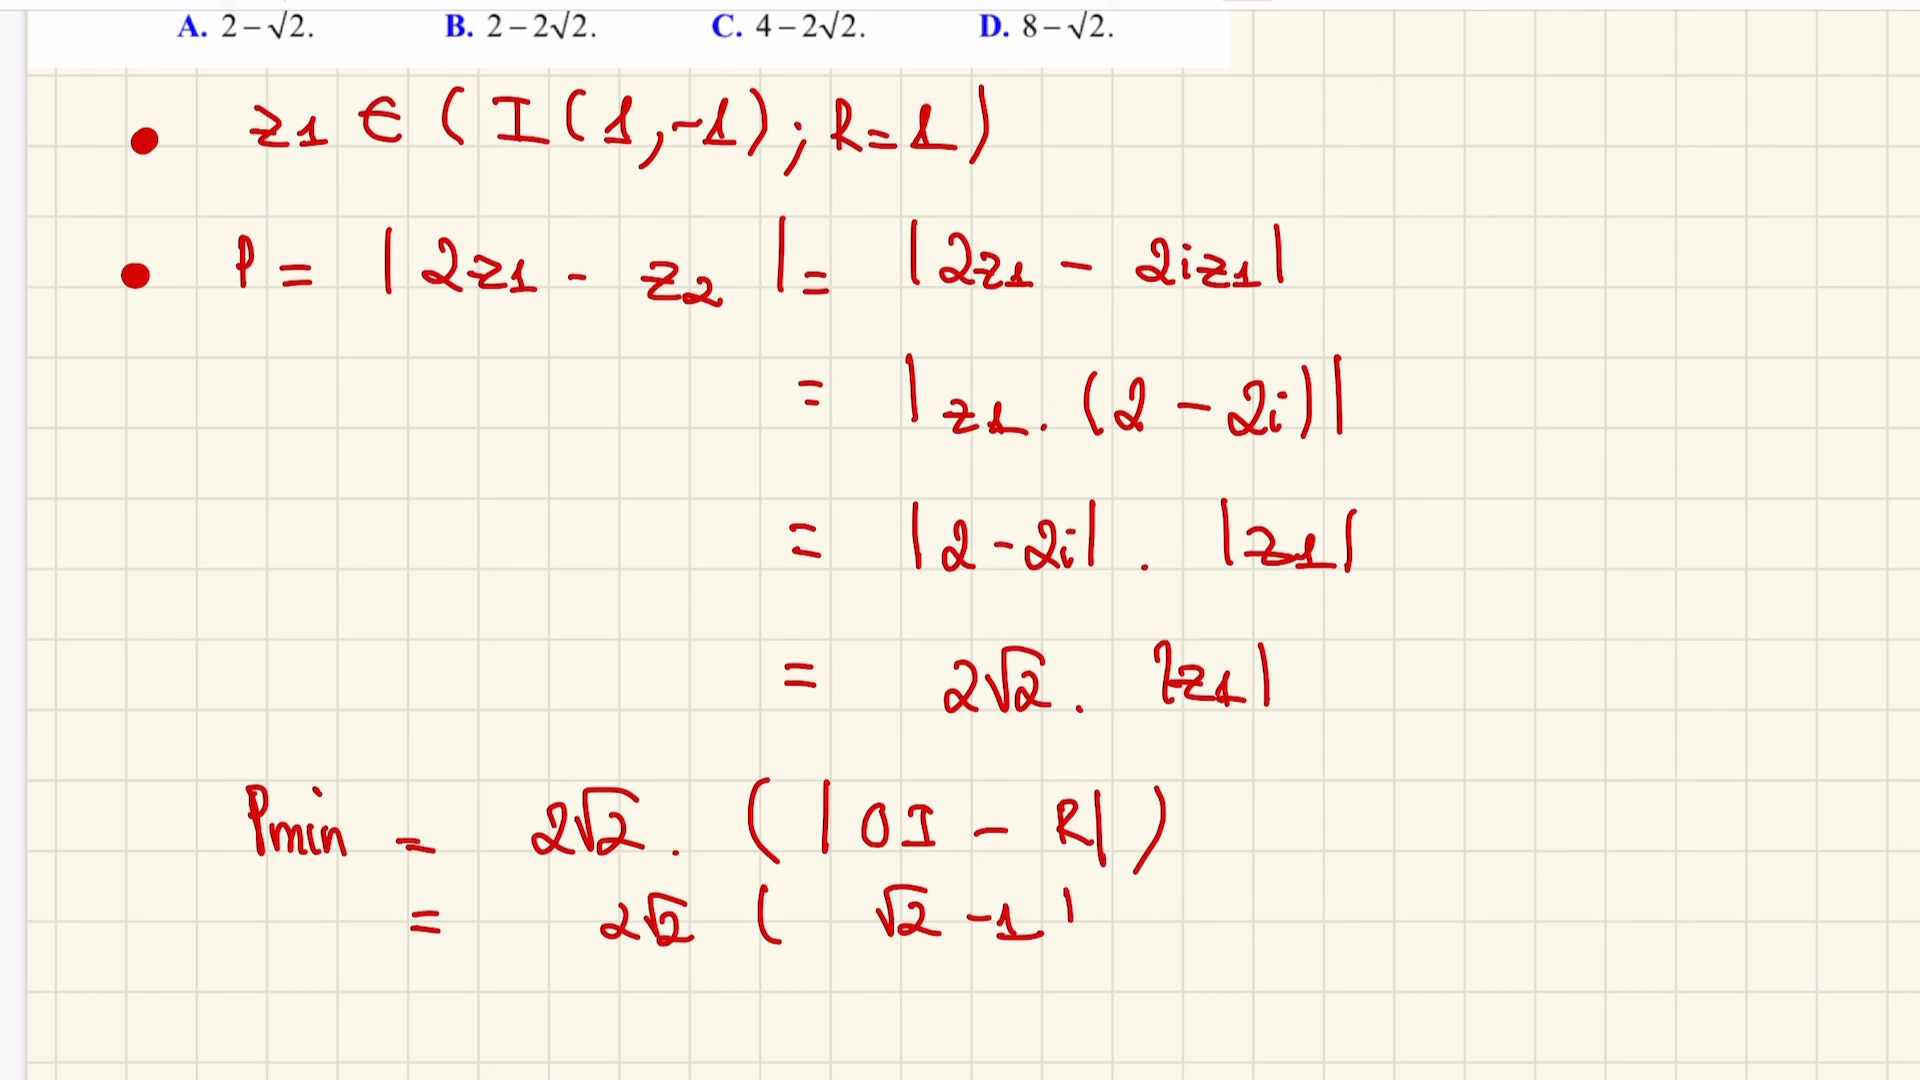 A. 2 – √2. B. 2 – 2√2. C. 4 – 2√2. D. 8 – √2.
• z1 ∈ ( I ( 1 , -1 ) ; R = 1 )
• P = | 2z1 - z2 | = | 2z1 - 2iz1 |
= | z1 . ( 2 - 2i ) |
= | 2 - 2i | . | z1 |
= 2√2 . | z1 |
Pmin = 2√2 . ( | OI - R | )
= 2√2 ( √2 - 1 )